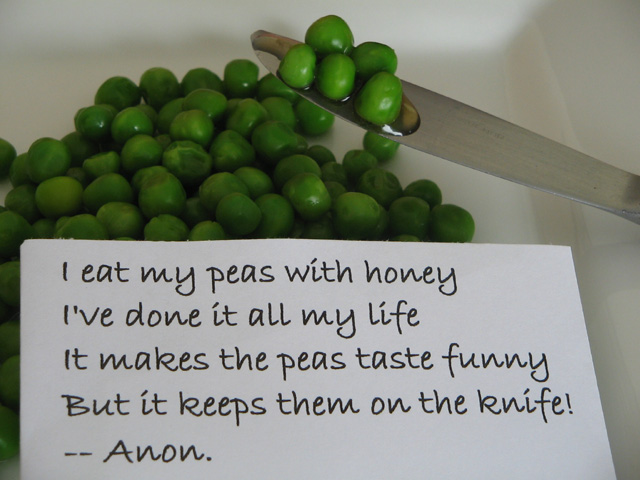 I eat my peas with honey
I've done it all my life
It makes the peas taste funny
But it keeps them on the knife!
-- Anon.